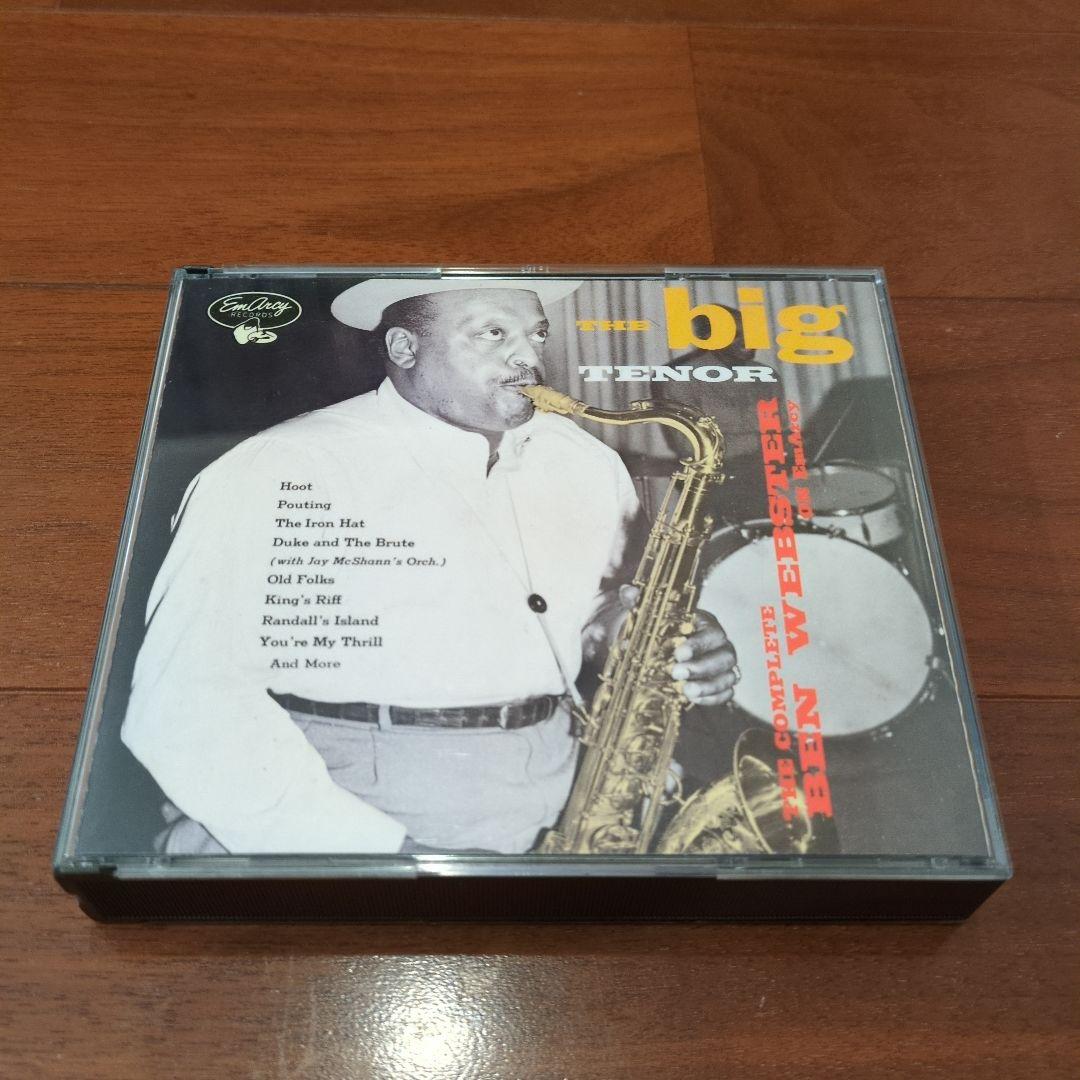 EmArcy
RECORDS
THE big
TENOR
THE COMPLETE
BEN WEBSTER
ON EmArcy
Hoot
Pouting
The Iron Hat
Duke and The Brute
(with Jay McShann's Orch.)
Old Folks
King's Riff
Randall's Island
You're My Thrill
And More